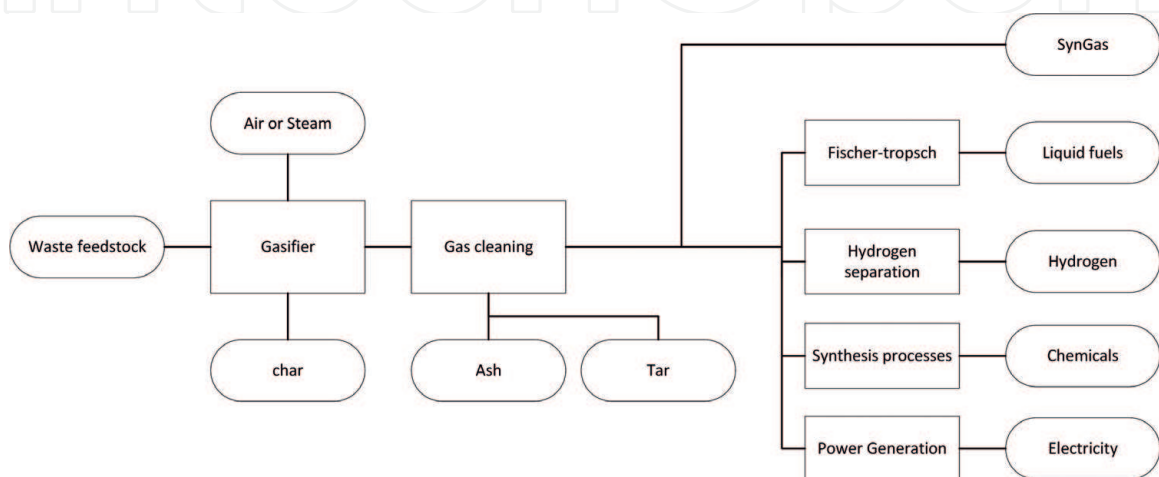 SynGas
Air or Steam
Fischer-tropsch
Liquid fuels
Waste feedstock
Gasifier
Gas cleaning
Hydrogen
separation
Hydrogen
char
Ash
Tar
Synthesis processes
Chemicals
Power Generation
Electricity